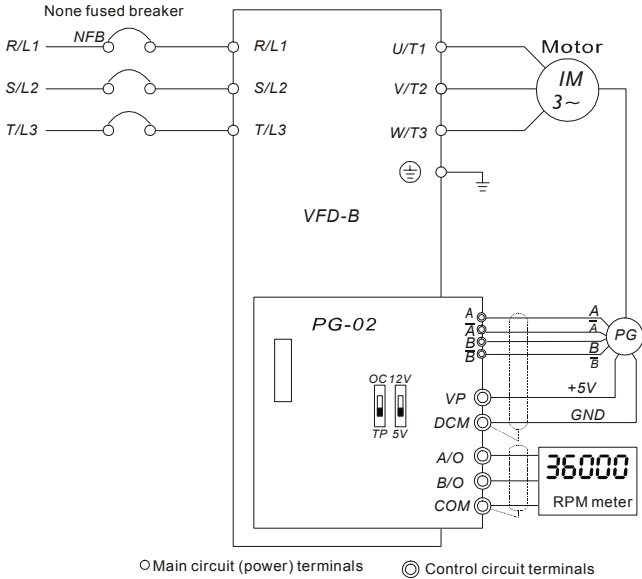 None fused breaker
R/L1 NFB R/L1 U/T1 Motor
S/L2 S/L2 V/T2 IM
3~
T/L3 T/L3 W/T3
VFD-B
PG-02
A A
A̅ A̅
B B
B̅ B̅
PG
OC 12V
TP 5V
VP +5V
DCM GND
A/O
B/O
COM
36000
RPM meter
Main circuit (power) terminals Control circuit terminals